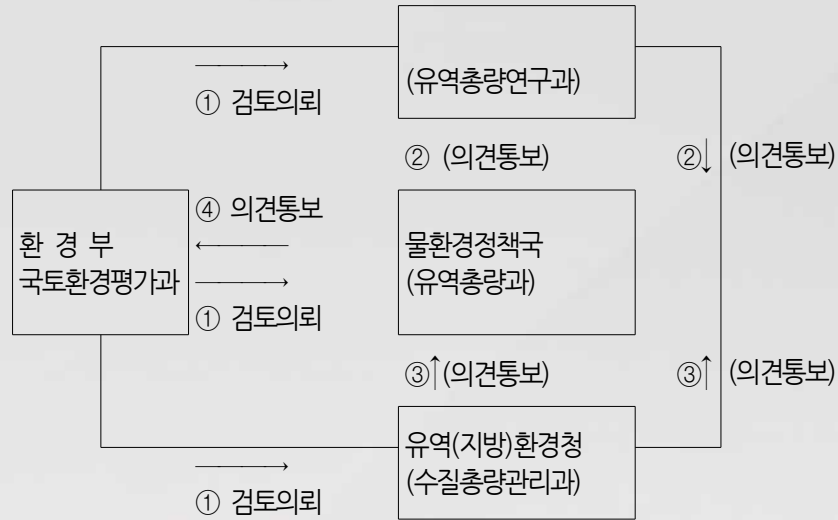 ① 검토의뢰
(유역총량연구과)
② (의견통보)
②↓ (의견통보)
환 경 부
국토환경평가과
④ 의견통보
① 검토의뢰
물환경정책국
(유역총량과)
③↑(의견통보)
③↑ (의견통보)
① 검토의뢰
유역(지방)환경청
(수질총량관리과)